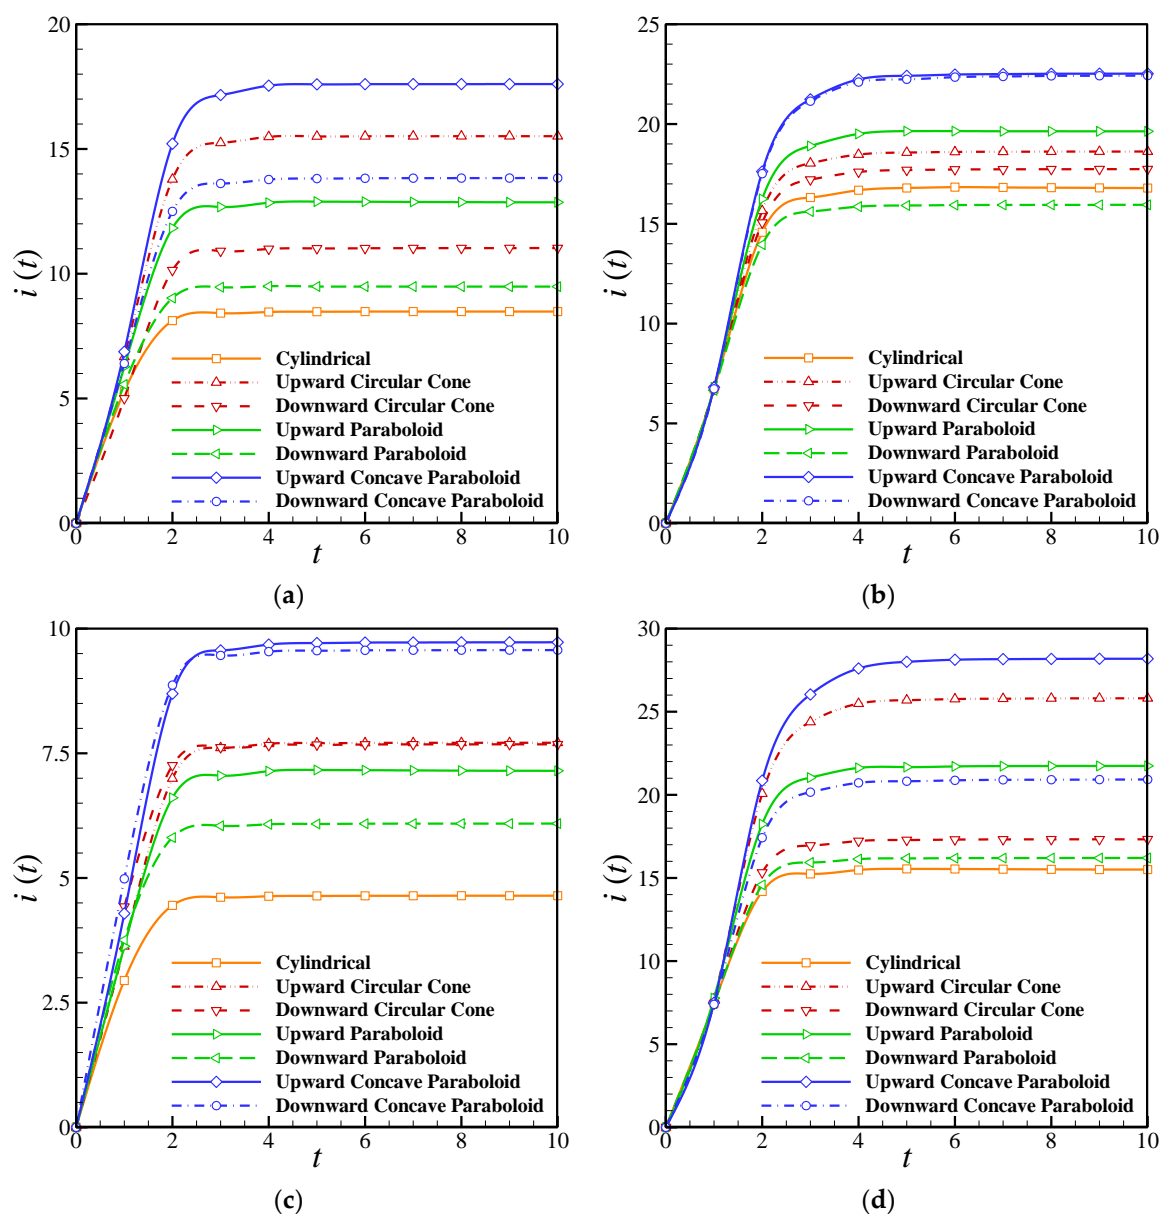 20
15
10
5
0
i (t)
0 2 4 6 8 10
t
Cylindrical
Upward Circular Cone
Downward Circular Cone
Upward Paraboloid
Downward Paraboloid
Upward Concave Paraboloid
Downward Concave Paraboloid
(a)
25
20
15
10
5
0
i (t)
0 2 4 6 8 10
t
Cylindrical
Upward Circular Cone
Downward Circular Cone
Upward Paraboloid
Downward Paraboloid
Upward Concave Paraboloid
Downward Concave Paraboloid
(b)
10
7.5
5
2.5
0
i (t)
0 2 4 6 8 10
t
Cylindrical
Upward Circular Cone
Downward Circular Cone
Upward Paraboloid
Downward Paraboloid
Upward Concave Paraboloid
Downward Concave Paraboloid
(c)
30
25
20
15
10
5
0
i (t)
0 2 4 6 8 10
t
Cylindrical
Upward Circular Cone
Downward Circular Cone
Upward Paraboloid
Downward Paraboloid
Upward Concave Paraboloid
Downward Concave Paraboloid
(d)